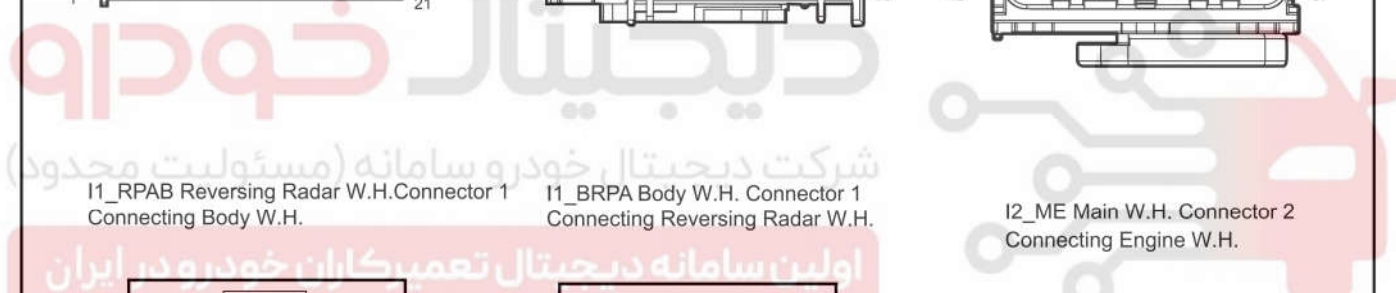 21
دیجیتال خودرو
شرکت دیجیتال خودرو سامانه (مسئولیت محدود)
I1_RPAB Reversing Radar W.H.Connector 1
Connecting Body W.H.
I1_BRPA Body W.H. Connector 1
Connecting Reversing Radar W.H.
I2_ME Main W.H. Connector 2
Connecting Engine W.H.
اولین سامانه دیجیتال تعمیرکاران خودرو در ایران